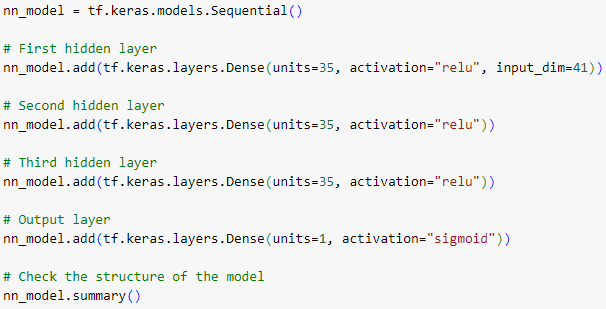 nn_model = tf.keras.models.Sequential()
# First hidden layer
nn_model.add(tf.keras.layers.Dense(units=35, activation="relu", input_dim=41))
# Second hidden layer
nn_model.add(tf.keras.layers.Dense(units=35, activation="relu"))
# Third hidden layer
nn_model.add(tf.keras.layers.Dense(units=35, activation="relu"))
# Output layer
nn_model.add(tf.keras.layers.Dense(units=1, activation="sigmoid"))
# Check the structure of the model
nn_model.summary()